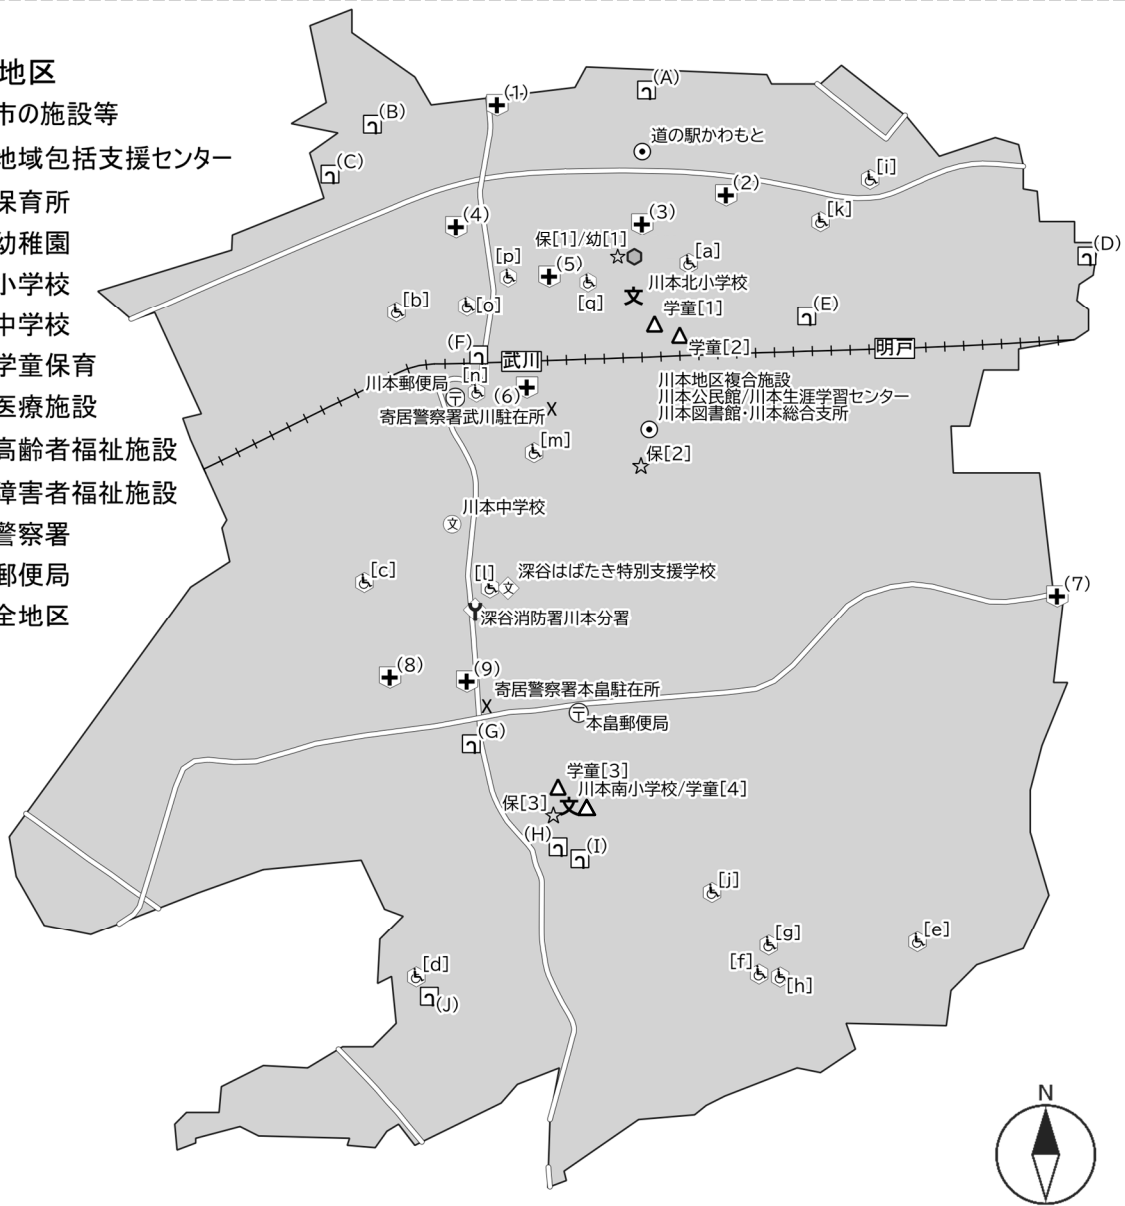 地区
市の施設等
地域包括支援センター
保育所
幼稚園
小学校
中学校
学童保育
医療施設
高齢者福祉施設
障害者福祉施設
警察署
郵便局
全地区
(A)
(1)
(B)
道の駅かわもと
(C)
[i]
(2)
[k]
(4)
(3)
保[1]/幼[1]
(D)
[p]
(5)
[a]
[q]
川本北小学校
[b]
[o]
学童[1]
(E)
学童[2]
(F)
武川
明戸
川本郵便局
[n]
(6)
寄居警察署武川駐在所
川本地区複合施設
川本公民館/川本生涯学習センター
川本図書館・川本総合支所
[m]
保[2]
川本中学校
文
[c]
[l]
文
深谷はばたき特別支援学校
(7)
深谷消防署川本分署
(8)
(9)
寄居警察署本畠駐在所
本畠郵便局
(G)
学童[3]
川本南小学校/学童[4]
保[3]
(H)
(I)
[j]
[g]
[e]
[f]
[h]
[d]
(J)
N